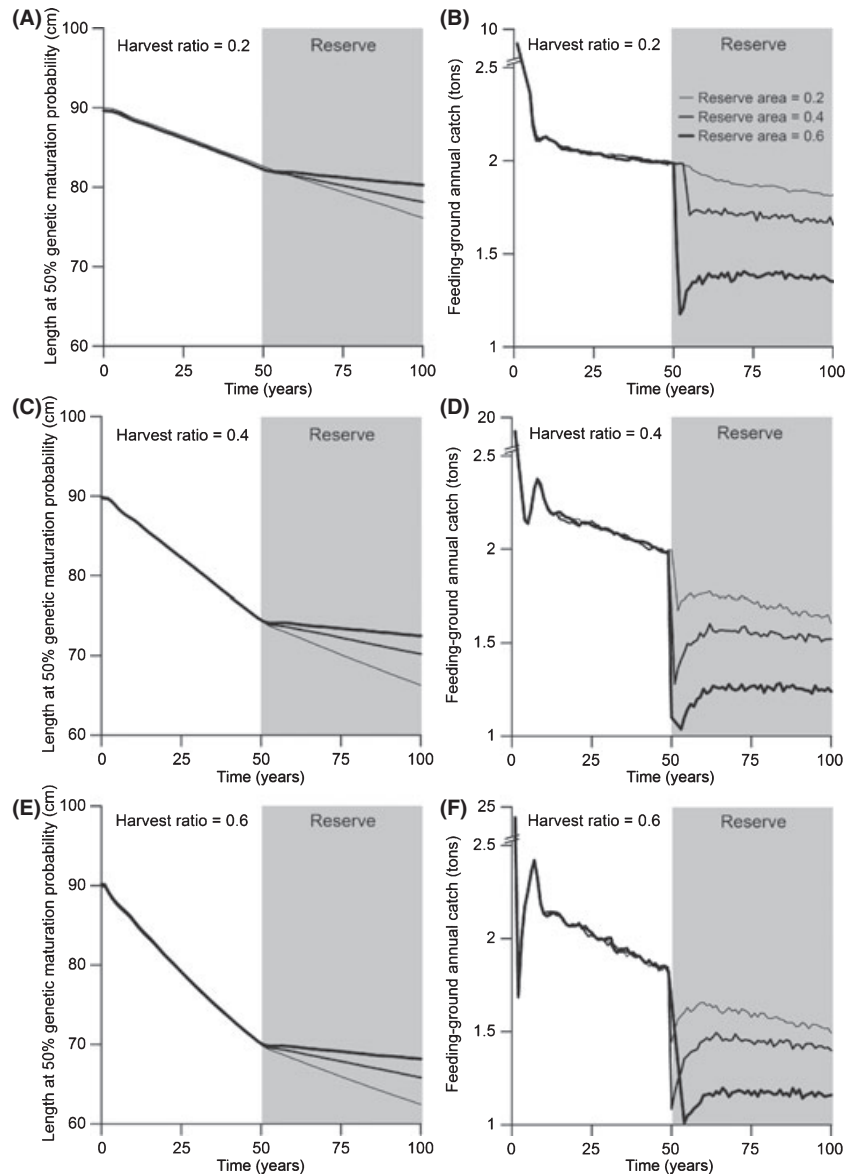 (A)
Length at 50% genetic maturation probability (cm)
100
90
80
70
60
Harvest ratio = 0.2
Reserve
0
25
50
75
100
Time (years)
(B)
Feeding-ground annual catch (tons)
10
2.5
2
1.5
1
Harvest ratio = 0.2
Reserve
Reserve area = 0.2
Reserve area = 0.4
Reserve area = 0.6
0
25
50
75
100
Time (years)
(C)
Length at 50% genetic maturation probability (cm)
100
90
80
70
60
Harvest ratio = 0.4
Reserve
0
25
50
75
100
Time (years)
(D)
Feeding-ground annual catch (tons)
20
2.5
2
1.5
1
Harvest ratio = 0.4
Reserve
0
25
50
75
100
Time (years)
(E)
Length at 50% genetic maturation probability (cm)
100
90
80
70
60
Harvest ratio = 0.6
Reserve
0
25
50
75
100
Time (years)
(F)
Feeding-ground annual catch (tons)
25
2.5
2
1.5
1
Harvest ratio = 0.6
Reserve
0
25
50
75
100
Time (years)